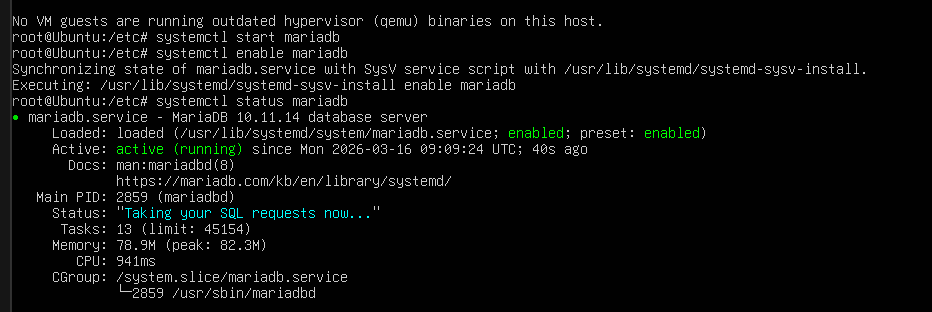 No VM guests are running outdated hypervisor (qemu) binaries on this host.
root@Ubuntu:/etc# systemctl start mariadb
root@Ubuntu:/etc# systemctl enable mariadb
Synchronizing state of mariadb.service with SysV service script with /usr/lib/systemd/systemd-sysv-install.
Executing: /usr/lib/systemd/systemd-sysv-install enable mariadb
root@Ubuntu:/etc# systemctl status mariadb
● mariadb.service - MariaDB 10.11.14 database server
Loaded: loaded (/usr/lib/systemd/system/mariadb.service; enabled; preset: enabled)
Active: active (running) since Mon 2026-03-16 09:09:24 UTC; 40s ago
Docs: man:mariadbd(8)
https://mariadb.com/kb/en/library/systemd/
Main PID: 2859 (mariadbd)
Status: "Taking your SQL requests now..."
Tasks: 13 (limit: 45154)
Memory: 78.9M (peak: 82.3M)
CPU: 941ms
CGroup: /system.slice/mariadb.service
└─2859 /usr/sbin/mariadbd